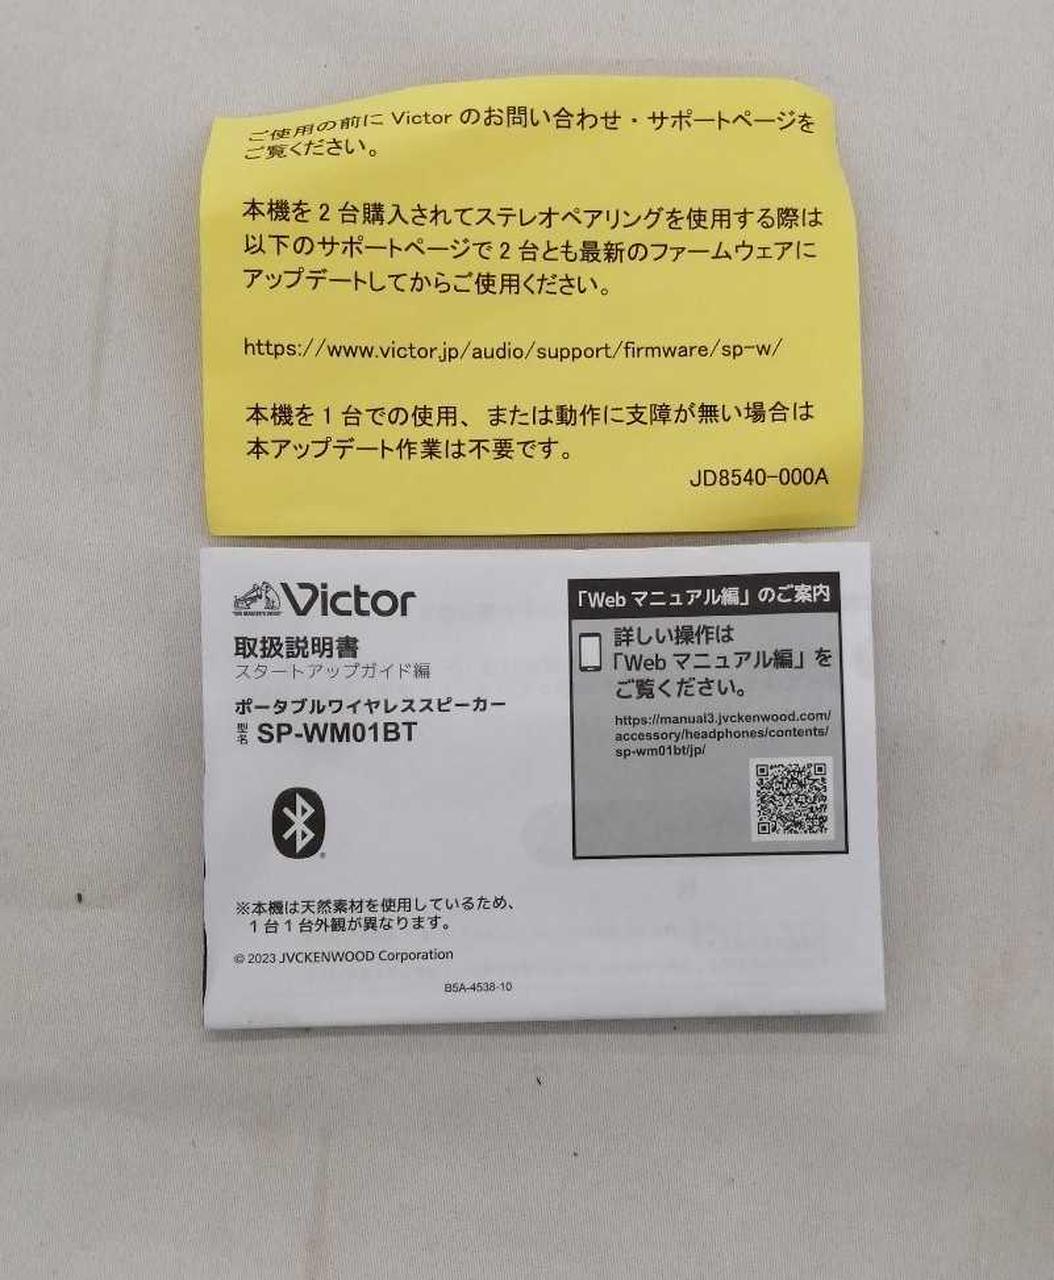 ご使用の前に Victor のお問い合わせ・サポートページを
ご覧ください。
本機を 2 台購入されてステレオペアリングを使用する際は
以下のサポートページで 2 台とも最新のファームウェアに
アップデートしてからご使用ください。
https://www.victor.jp/audio/support/firmware/sp-w/
本機を 1 台での使用、または動作に支障が無い場合は
本アップデート作業は不要です。
JD8540-000A
Victor
取扱説明書
スタートアップガイド編
ポータブルワイヤレススピーカー
型名 SP-WM01BT
※本機は天然素材を使用しているため、
1 台 1 台外観が異なります。
© 2023 JVCKENWOOD Corporation
B5A-4538-10
「Web マニュアル編」のご案内
詳しい操作は
「Web マニュアル編」を
ご覧ください。
https://manual3.jvckenwood.com/
accessory/headphones/contents/
sp-wm01bt/jp/